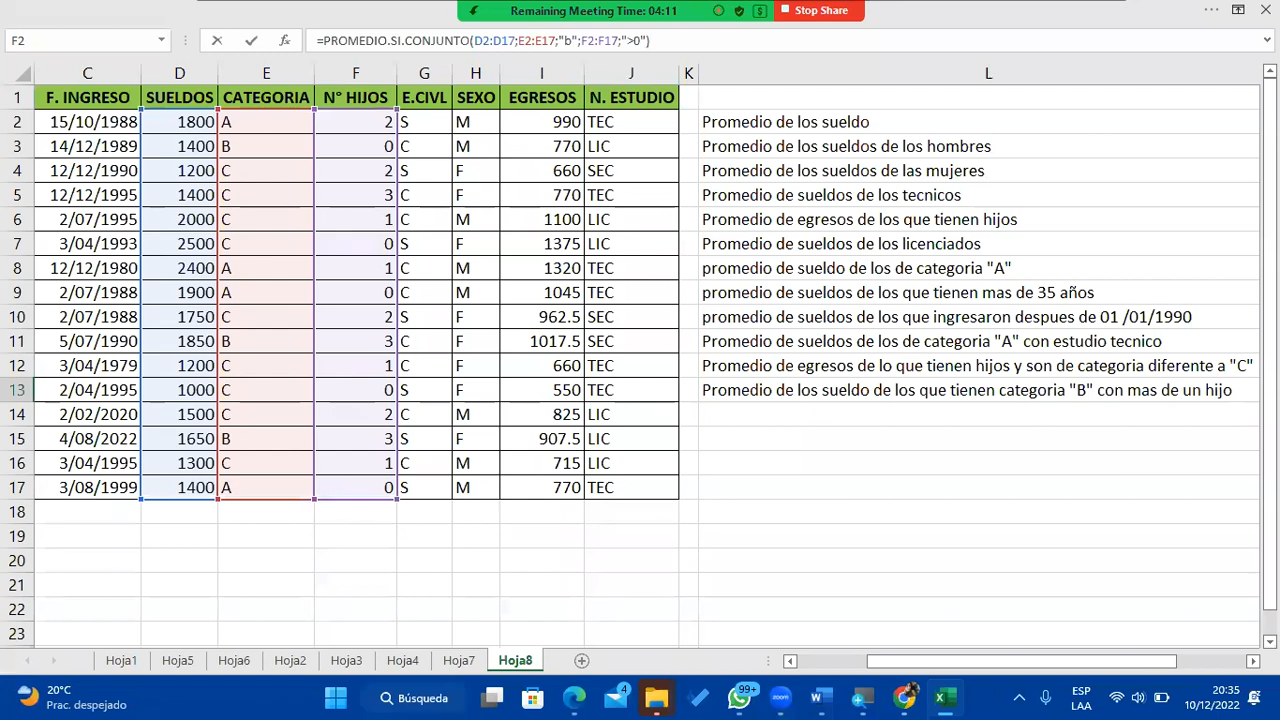 Remaining Meeting Time: 04:11 Stop Share
F2 =PROMEDIO.SI.CONJUNTO(D2:D17;E2:E17;"b";F2:F17;">0")
C D E F G H I J K L
1 F. INGRESO SUELDOS CATEGORIA N° HIJOS E.CIVL SEXO EGRESOS N. ESTUDIO
2 15/10/1988 1800 A 2 S M 990 TEC Promedio de los sueldo
3 14/12/1989 1400 B 0 C M 770 LIC Promedio de los sueldos de los hombres
4 12/12/1990 1200 C 2 S F 660 SEC Promedio de los sueldos de las mujeres
5 12/12/1995 1400 C 3 C F 770 TEC Promedio de sueldos de los tecnicos
6 2/07/1995 2000 C 1 C M 1100 LIC Promedio de egresos de los que tienen hijos
7 3/04/1993 2500 C 0 S F 1375 LIC Promedio de sueldos de los licenciados
8 12/12/1980 2400 A 1 C M 1320 TEC promedio de sueldo de los de categoria "A"
9 2/07/1988 1900 A 0 C M 1045 TEC promedio de sueldos de los que tienen mas de 35 años
10 2/07/1988 1750 C 2 S F 962.5 SEC promedio de sueldos de los que ingresaron despues de 01 /01/1990
11 5/07/1990 1850 B 3 C F 1017.5 SEC Promedio de sueldos de los de categoria "A" con estudio tecnico
12 3/04/1979 1200 C 1 C F 660 TEC Promedio de egresos de lo que tienen hijos y son de categoria diferente a "C"
13 2/04/1995 1000 C 0 S F 550 TEC Promedio de los sueldo de los que tienen categoria "B" con mas de un hijo
14 2/02/2020 1500 C 2 C M 825 LIC
15 4/08/2022 1650 B 3 S F 907.5 LIC
16 3/04/1995 1300 C 1 C M 715 LIC
17 3/08/1999 1400 A 0 S M 770 TEC
18
19
20
21
22
23
Hoja1 Hoja5 Hoja6 Hoja2 Hoja3 Hoja4 Hoja7 Hoja8
20°C
Prac. despejado
Búsqueda
4
99+
ESP
LAA
20:35
10/12/2022